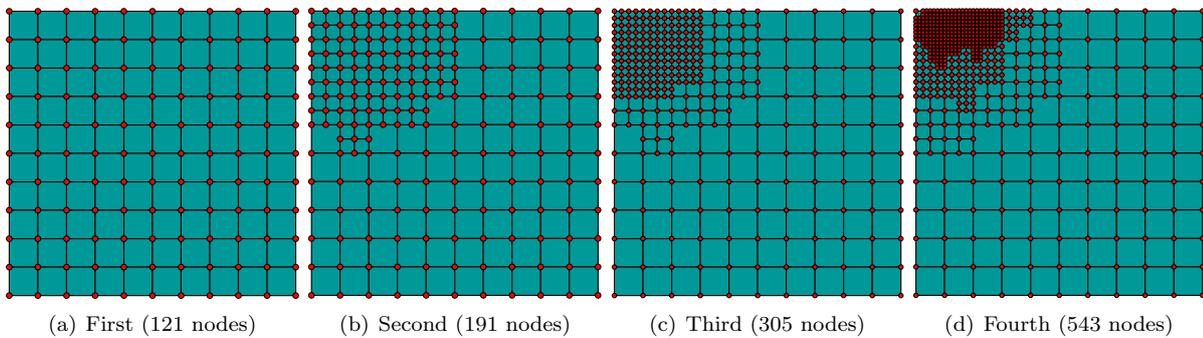 (a) First (121 nodes)
(b) Second (191 nodes)
(c) Third (305 nodes)
(d) Fourth (543 nodes)